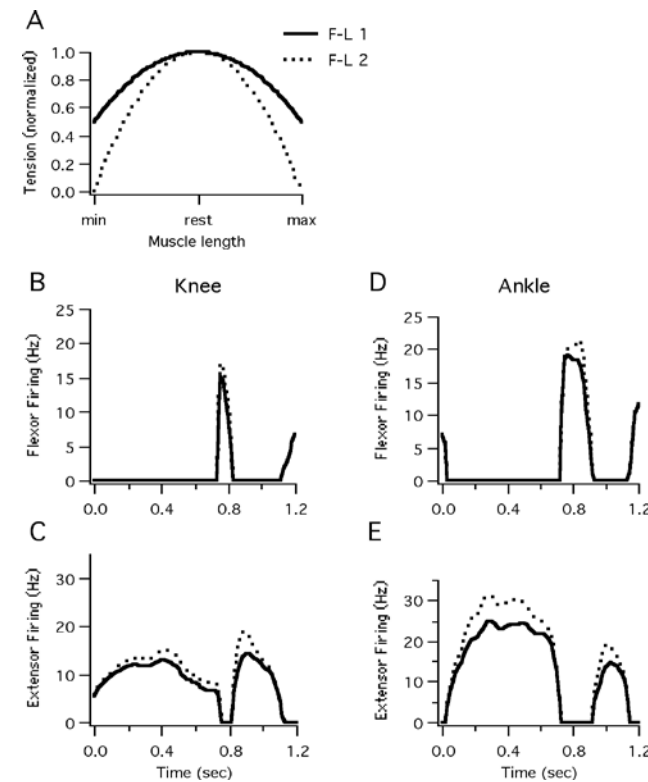 A
F-L 1
F-L 2
Tension (normalized)
1.0
0.8
0.6
0.4
0.2
0.0
min rest max
Muscle length
B Knee
Flexor Firing (Hz)
25
20
15
10
5
0
0.0 0.4 0.8 1.2
D Ankle
Flexor Firing (Hz)
25
20
15
10
5
0
0.0 0.4 0.8 1.2
C
Extensor Firing (Hz)
30
20
10
0
0.0 0.4 0.8 1.2
Time (sec)
E
Extensor Firing (Hz)
30
20
10
0
0.0 0.4 0.8 1.2
Time (sec)